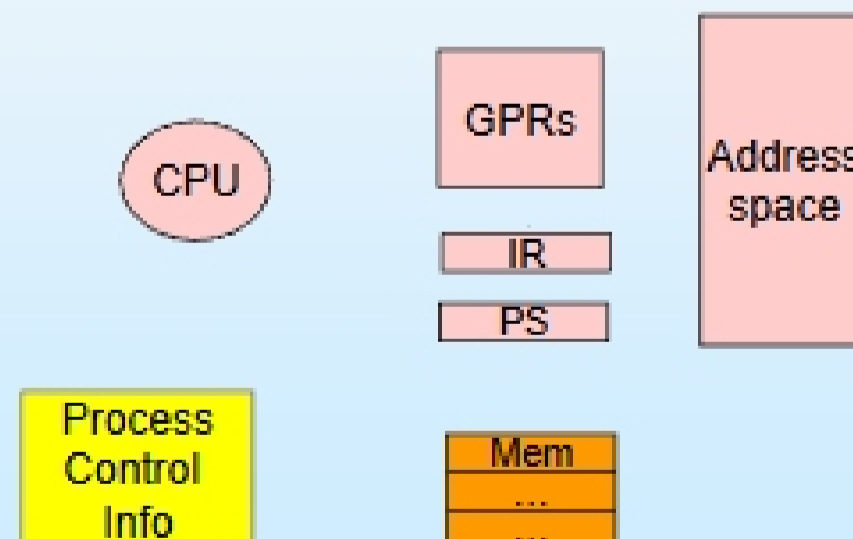 GPRs
CPU
Address
space
IR
PS
Process
Control
Info
Mem
...
...